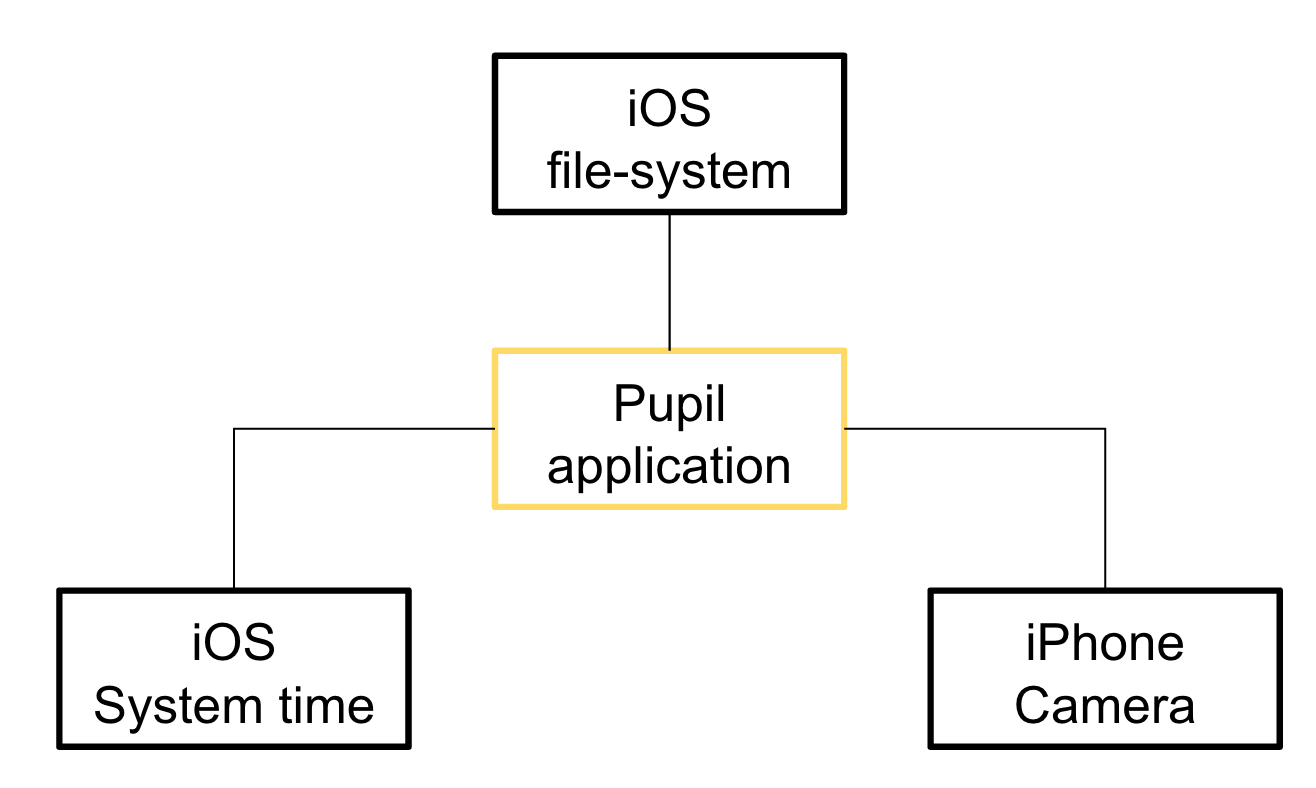 iOS
file-system
Pupil
application
iOS
System time
iPhone
Camera